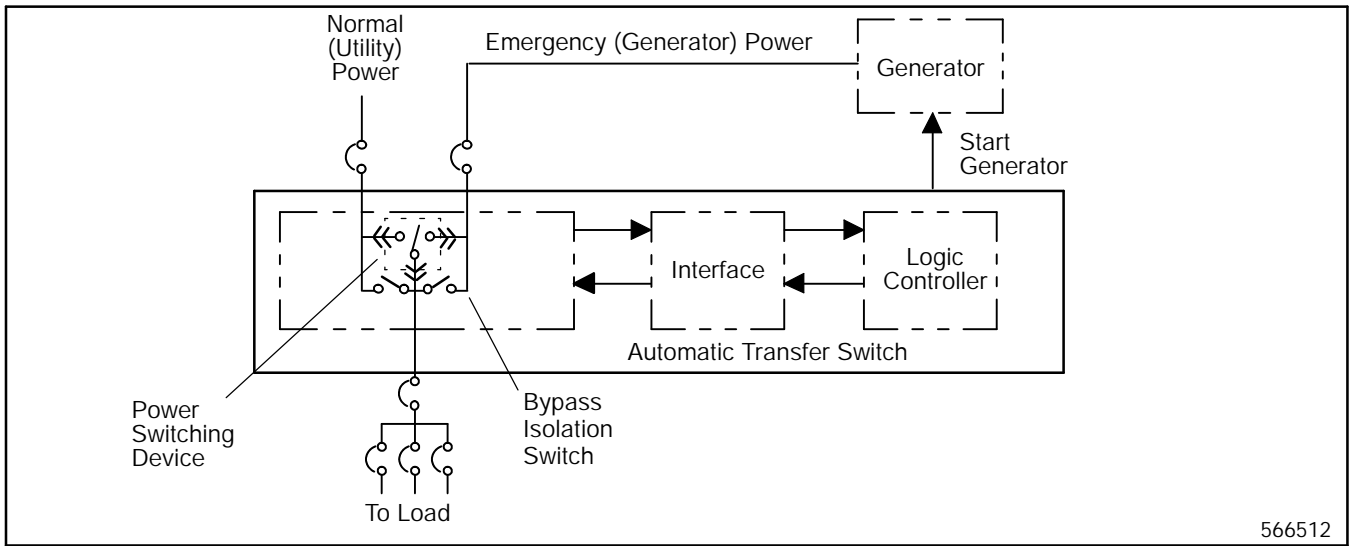 Normal
(Utility)
Power
Emergency (Generator) Power
Generator
Start
Generator
Interface
Logic
Controller
Automatic Transfer Switch
Power
Switching
Device
Bypass
Isolation
Switch
To Load
566512